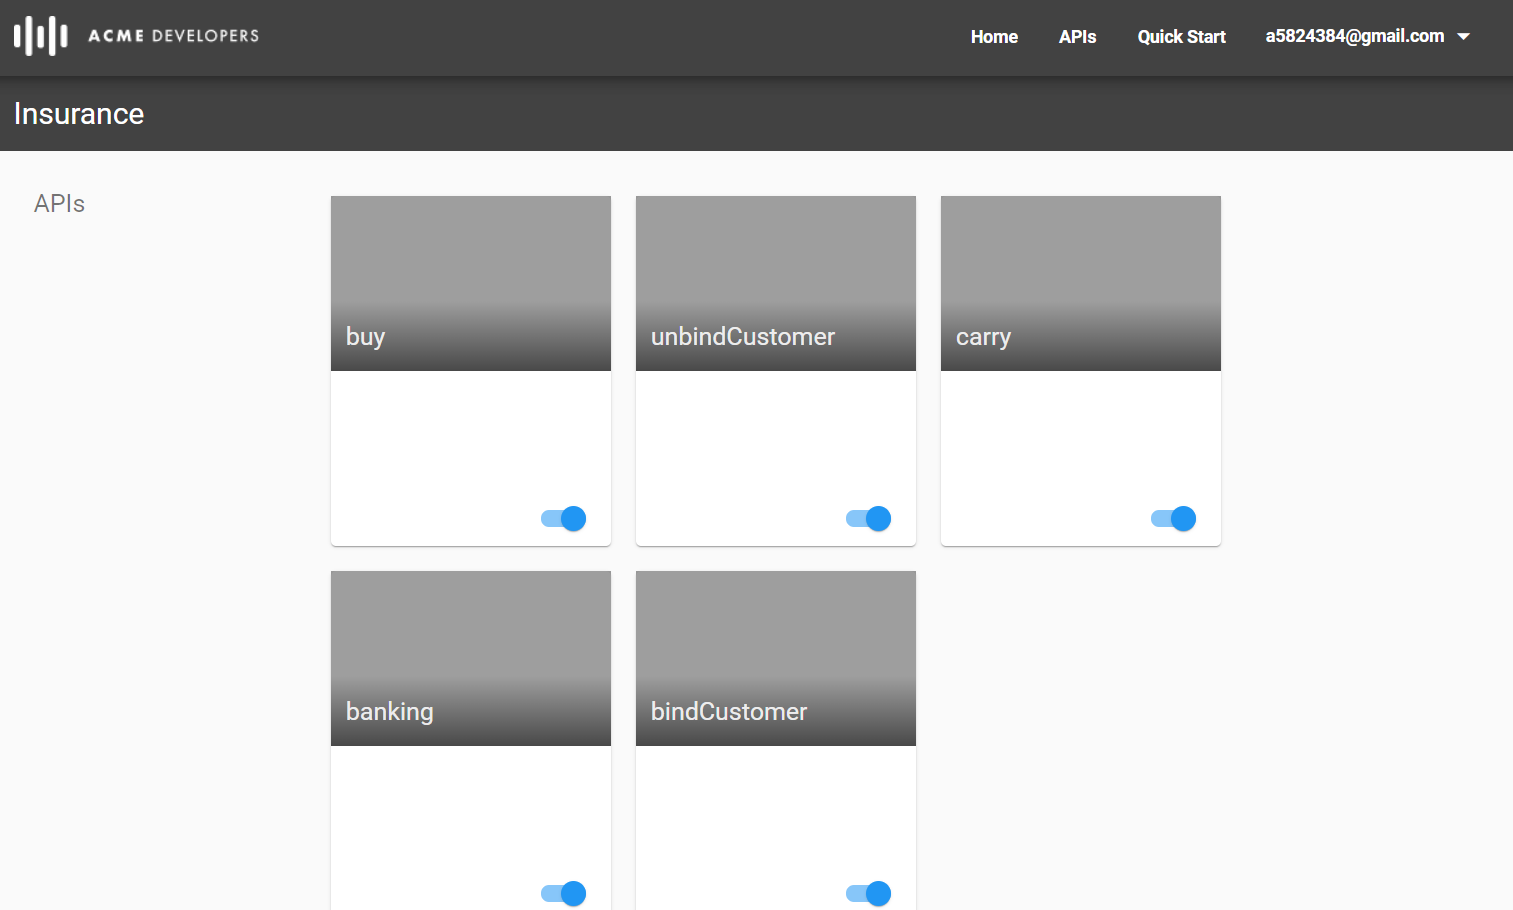 ACME DEVELOPERS
Home
APIs
Quick Start
a5824384@gmail.com
Insurance
APIs
buy
unbindCustomer
carry
banking
bindCustomer